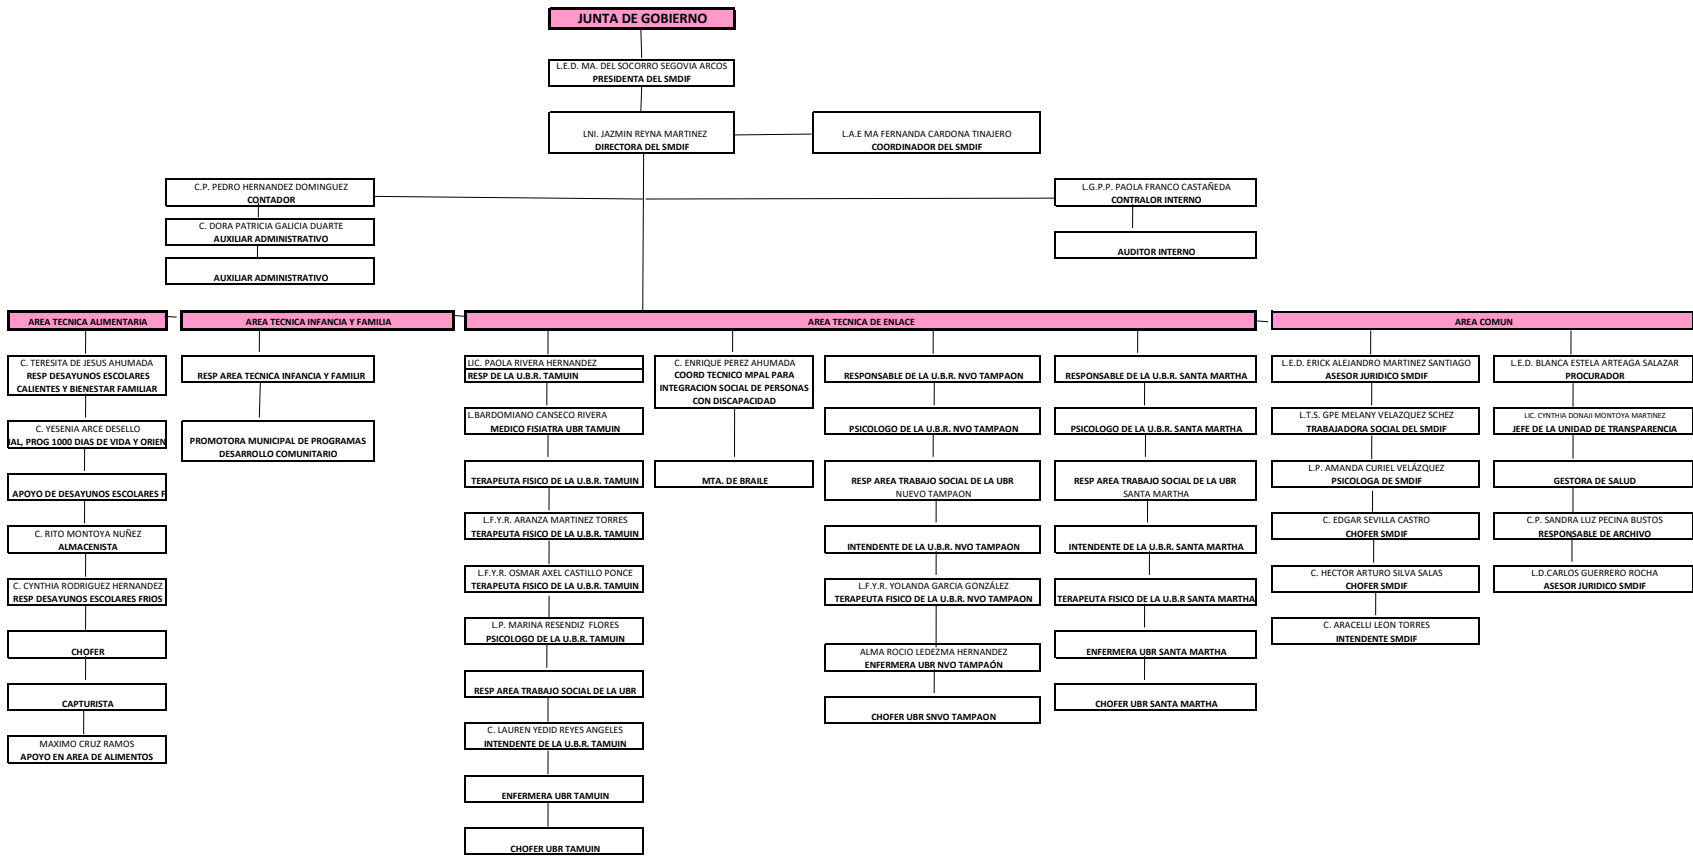 JUNTA DE GOBIERNO
L.E.D. MA. DEL SOCORRO SEGOVIA ARCOS
PRESIDENTA DEL SMDIF
LNI. JAZMIN REYNA MARTINEZ
DIRECTORA DEL SMDIF
L.A.E MA FERNANDA CARDONA TINAJERO
COORDINADOR DEL SMDIF
C.P. PEDRO HERNANDEZ DOMINGUEZ
CONTADOR
C. DORA PATRICIA GALICIA DUARTE
AUXILIAR ADMINISTRATIVO
AUXILIAR ADMINISTRATIVO
L.G.P.P. PAOLA FRANCO CASTAÑEDA
CONTRALOR INTERNO
AUDITOR INTERNO
AREA TECNICA ALIMENTARIA
C. TERESITA DE JESUS AHUMADA
RESP DESAYUNOS ESCOLARES
CALIENTES Y BIENESTAR FAMILIAR
C. YESENIA ARCE DESELLO
IAL, PROG 1000 DIAS DE VIDA Y ORIEN
APOYO DE DESAYUNOS ESCOLARES F
C. RITO MONTOYA NUÑEZ
ALMACENISTA
C. CYNTHIA RODRIGUEZ HERNANDEZ
RESP DESAYUNOS ESCOLARES FRIOS
CHOFER
CAPTURISTA
MAXIMO CRUZ RAMOS
APOYO EN AREA DE ALIMENTOS
AREA TECNICA INFANCIA Y FAMILIA
RESP AREA TECNICA INFANCIA Y FAMILIR
PROMOTORA MUNICIPAL DE PROGRAMAS
DESARROLLO COMUNITARIO
AREA TECNICA DE ENLACE
LIC. PAOLA RIVERA HERNANDEZ
RESP DE LA U.B.R. TAMUIN
L.BARDOMIANO CANSECO RIVERA
MEDICO FISIATRA UBR TAMUIN
TERAPEUTA FISICO DE LA U.B.R. TAMUIN
L.F.Y.R. ARANZA MARTINEZ TORRES
TERAPEUTA FISICO DE LA U.B.R. TAMUIN
L.F.Y.R. OSMAR AXEL CASTILLO PONCE
TERAPEUTA FISICO DE LA U.B.R. TAMUIN
L.P. MARINA RESENDIZ FLORES
PSICOLOGO DE LA U.B.R. TAMUIN
RESP AREA TRABAJO SOCIAL DE LA UBR
C. LAUREN YEDID REYES ANGELES
INTENDENTE DE LA U.B.R. TAMUIN
ENFERMERA UBR TAMUIN
CHOFER UBR TAMUIN
C. ENRIQUE PEREZ AHUMADA
COORD TECNICO MPAL PARA
INTEGRACION SOCIAL DE PERSONAS
CON DISCAPACIDAD
MTA. DE BRAILE
RESPONSABLE DE LA U.B.R. NVO TAMPAON
PSICOLOGO DE LA U.B.R. NVO TAMPAON
RESP AREA TRABAJO SOCIAL DE LA UBR
NUEVO TAMPAON
INTENDENTE DE LA U.B.R. NVO TAMPAON
L.F.Y.R. YOLANDA GARCIA GONZÁLEZ
TERAPEUTA FISICO DE LA U.B.R. NVO TAMPAON
ALMA ROCIO LEDEZMA HERNANDEZ
ENFERMERA UBR NVO TAMPAÓN
CHOFER UBR SNVO TAMPAON
RESPONSABLE DE LA U.B.R. SANTA MARTHA
PSICOLOGO DE LA U.B.R. SANTA MARTHA
RESP AREA TRABAJO SOCIAL DE LA UBR
SANTA MARTHA
INTENDENTE DE LA U.B.R. SANTA MARTHA
TERAPEUTA FISICO DE LA U.B.R SANTA MARTHA
ENFERMERA UBR SANTA MARTHA
CHOFER UBR SANTA MARTHA
AREA COMUN
L.E.D. ERICK ALEJANDRO MARTINEZ SANTIAGO
ASESOR JURIDICO SMDIF
L.T.S. GPE MELANY VELAZQUEZ SCHEZ
TRABAJADORA SOCIAL DEL SMDIF
L.P. AMANDA CURIEL VELÁZQUEZ
PSICOLOGA DE SMDIF
C. EDGAR SEVILLA CASTRO
CHOFER SMDIF
C. HECTOR ARTURO SILVA SALAS
CHOFER SMDIF
C. ARACELLI LEON TORRES
INTENDENTE SMDIF
L.E.D. BLANCA ESTELA ARTEAGA SALAZAR
PROCURADOR
LIC. CYNTHIA DONAJI MONTOYA MARTINEZ
JEFE DE LA UNIDAD DE TRANSPARENCIA
GESTORA DE SALUD
C.P. SANDRA LUZ PECINA BUSTOS
RESPONSABLE DE ARCHIVO
L.D.CARLOS GUERRERO ROCHA
ASESOR JURIDICO SMDIF